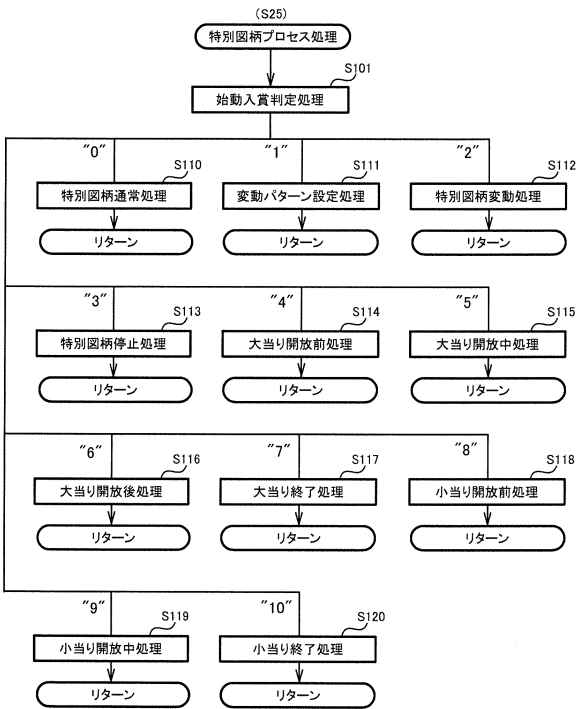 (S25)
特別図柄プロセス処理
S101
始動入賞判定処理
"0"
S110
特別図柄通常処理
リターン
"1"
S111
変動パターン設定処理
リターン
"2"
S112
特別図柄変動処理
リターン
"3"
S113
特別図柄停止処理
リターン
"4"
S114
大当り開放前処理
リターン
"5"
S115
大当り開放中処理
リターン
"6"
S116
大当り開放後処理
リターン
"7"
S117
大当り終了処理
リターン
"8"
S118
小当り開放前処理
リターン
"9"
S119
小当り開放中処理
リターン
"10"
S120
小当り終了処理
リターン